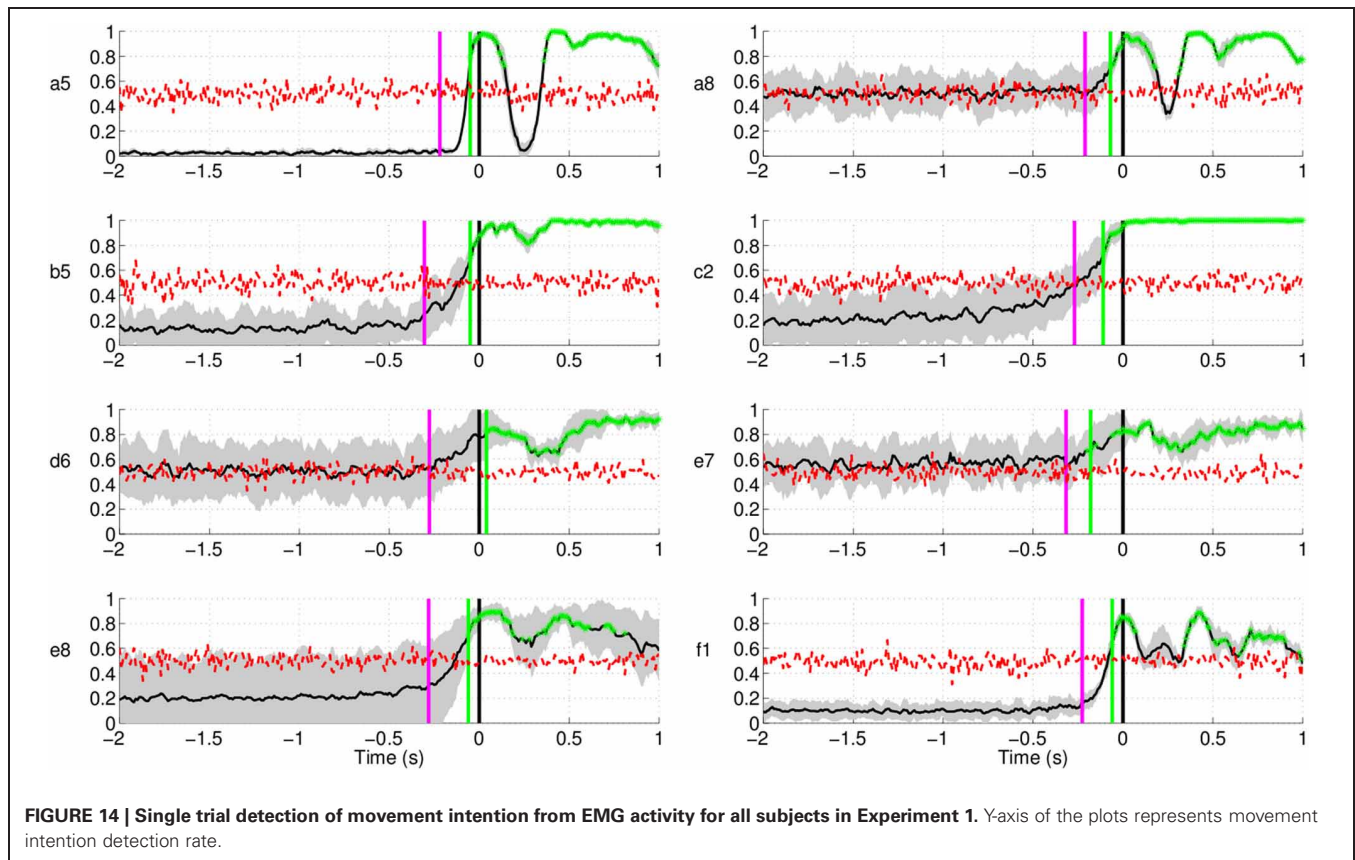 a5
1
0.8
0.6
0.4
0.2
0
-2 -1.5 -1 -0.5 0 0.5 1
a8
1
0.8
0.6
0.4
0.2
0
-2 -1.5 -1 -0.5 0 0.5 1
b5
1
0.8
0.6
0.4
0.2
0
-2 -1.5 -1 -0.5 0 0.5 1
c2
1
0.8
0.6
0.4
0.2
0
-2 -1.5 -1 -0.5 0 0.5 1
d6
1
0.8
0.6
0.4
0.2
0
-2 -1.5 -1 -0.5 0 0.5 1
e7
1
0.8
0.6
0.4
0.2
0
-2 -1.5 -1 -0.5 0 0.5 1
e8
1
0.8
0.6
0.4
0.2
0
-2 -1.5 -1 -0.5 0 0.5 1
Time (s)
f1
1
0.8
0.6
0.4
0.2
0
-2 -1.5 -1 -0.5 0 0.5 1
Time (s)
FIGURE 14 | Single trial detection of movement intention from EMG activity for all subjects in Experiment 1. Y-axis of the plots represents movement
intention detection rate.